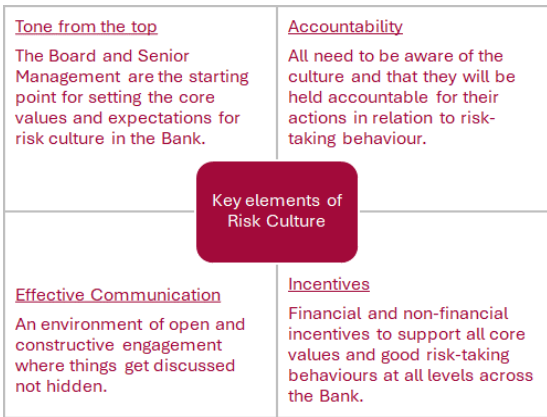 Tone from the top
The Board and Senior
Management are the starting
point for setting the core
values and expectations for
risk culture in the Bank.
Accountability
All need to be aware of the
culture and that they will be
held accountable for their
actions in relation to risk-
taking behaviour.
Key elements of
Risk Culture
Effective Communication
An environment of open and
constructive engagement
where things get discussed
not hidden.
Incentives
Financial and non-financial
incentives to support all core
values and good risk-taking
behaviours at all levels across
the Bank.